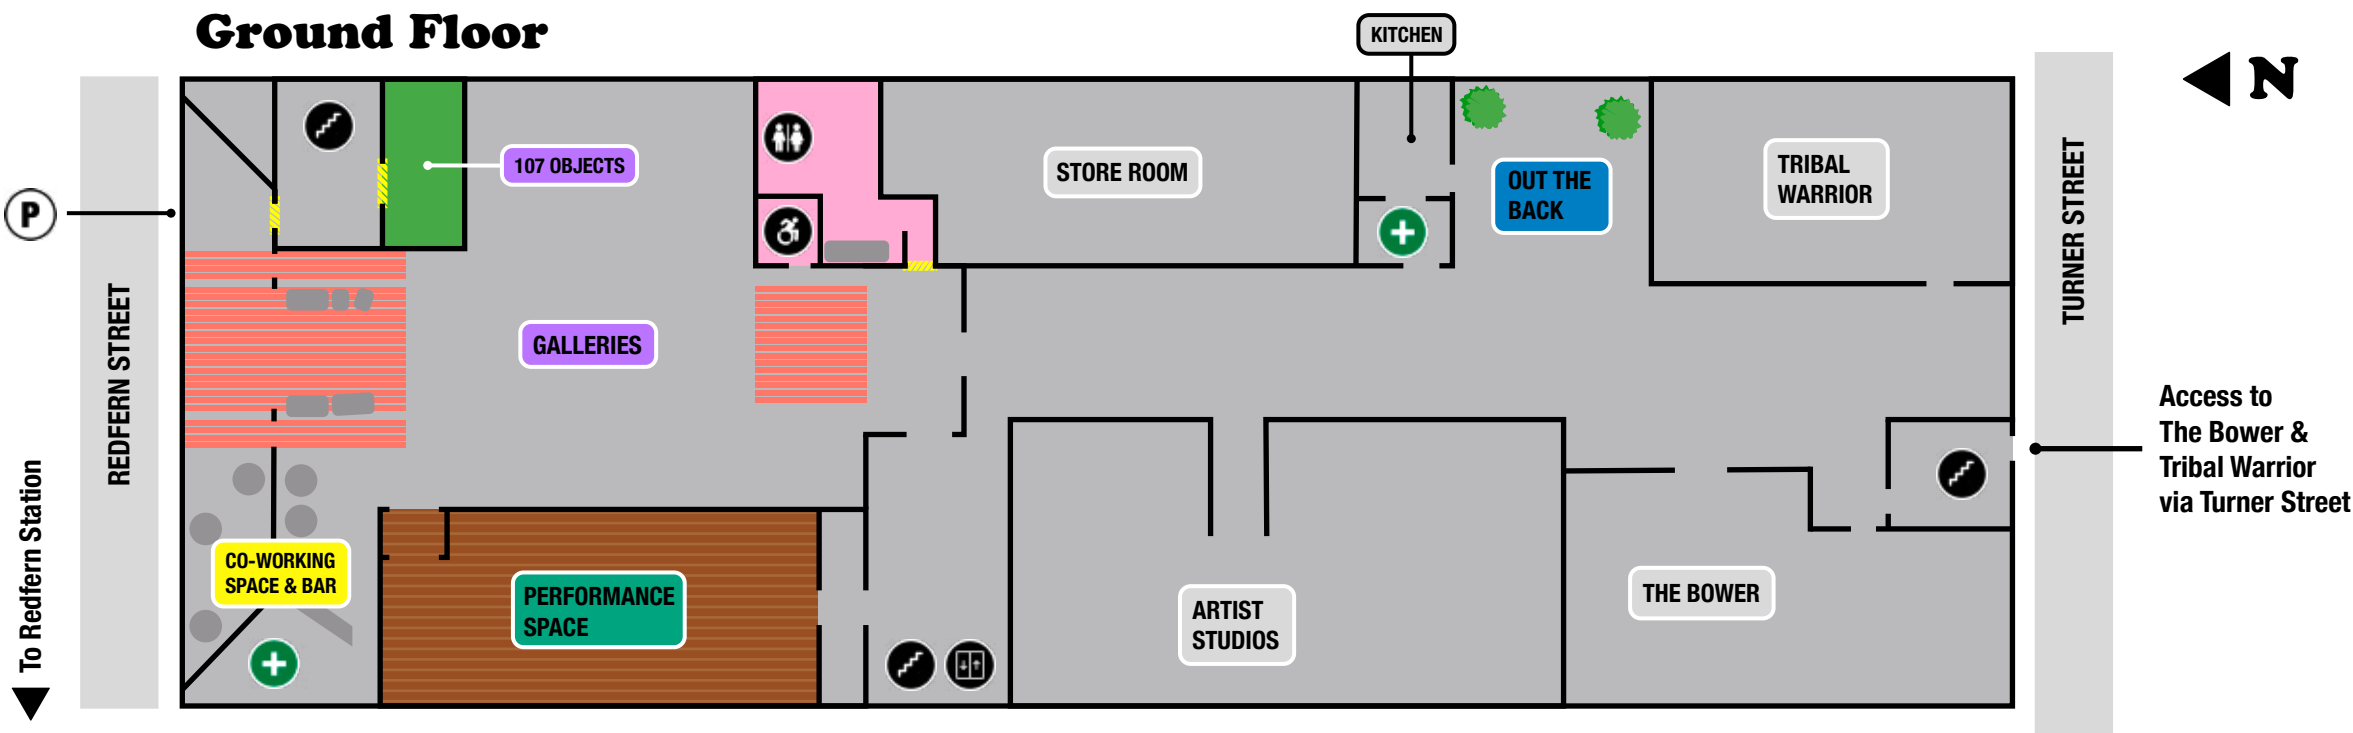 Ground Floor
KITCHEN
N
P
107 OBJECTS
STORE ROOM
OUT THE
BACK
TRIBAL
WARRIOR
REDFERN STREET
TURNER STREET
GALLERIES
Access to
The Bower &
Tribal Warrior
via Turner Street
To Redfern Station
CO-WORKING
SPACE & BAR
PERFORMANCE
SPACE
ARTIST
STUDIOS
THE BOWER